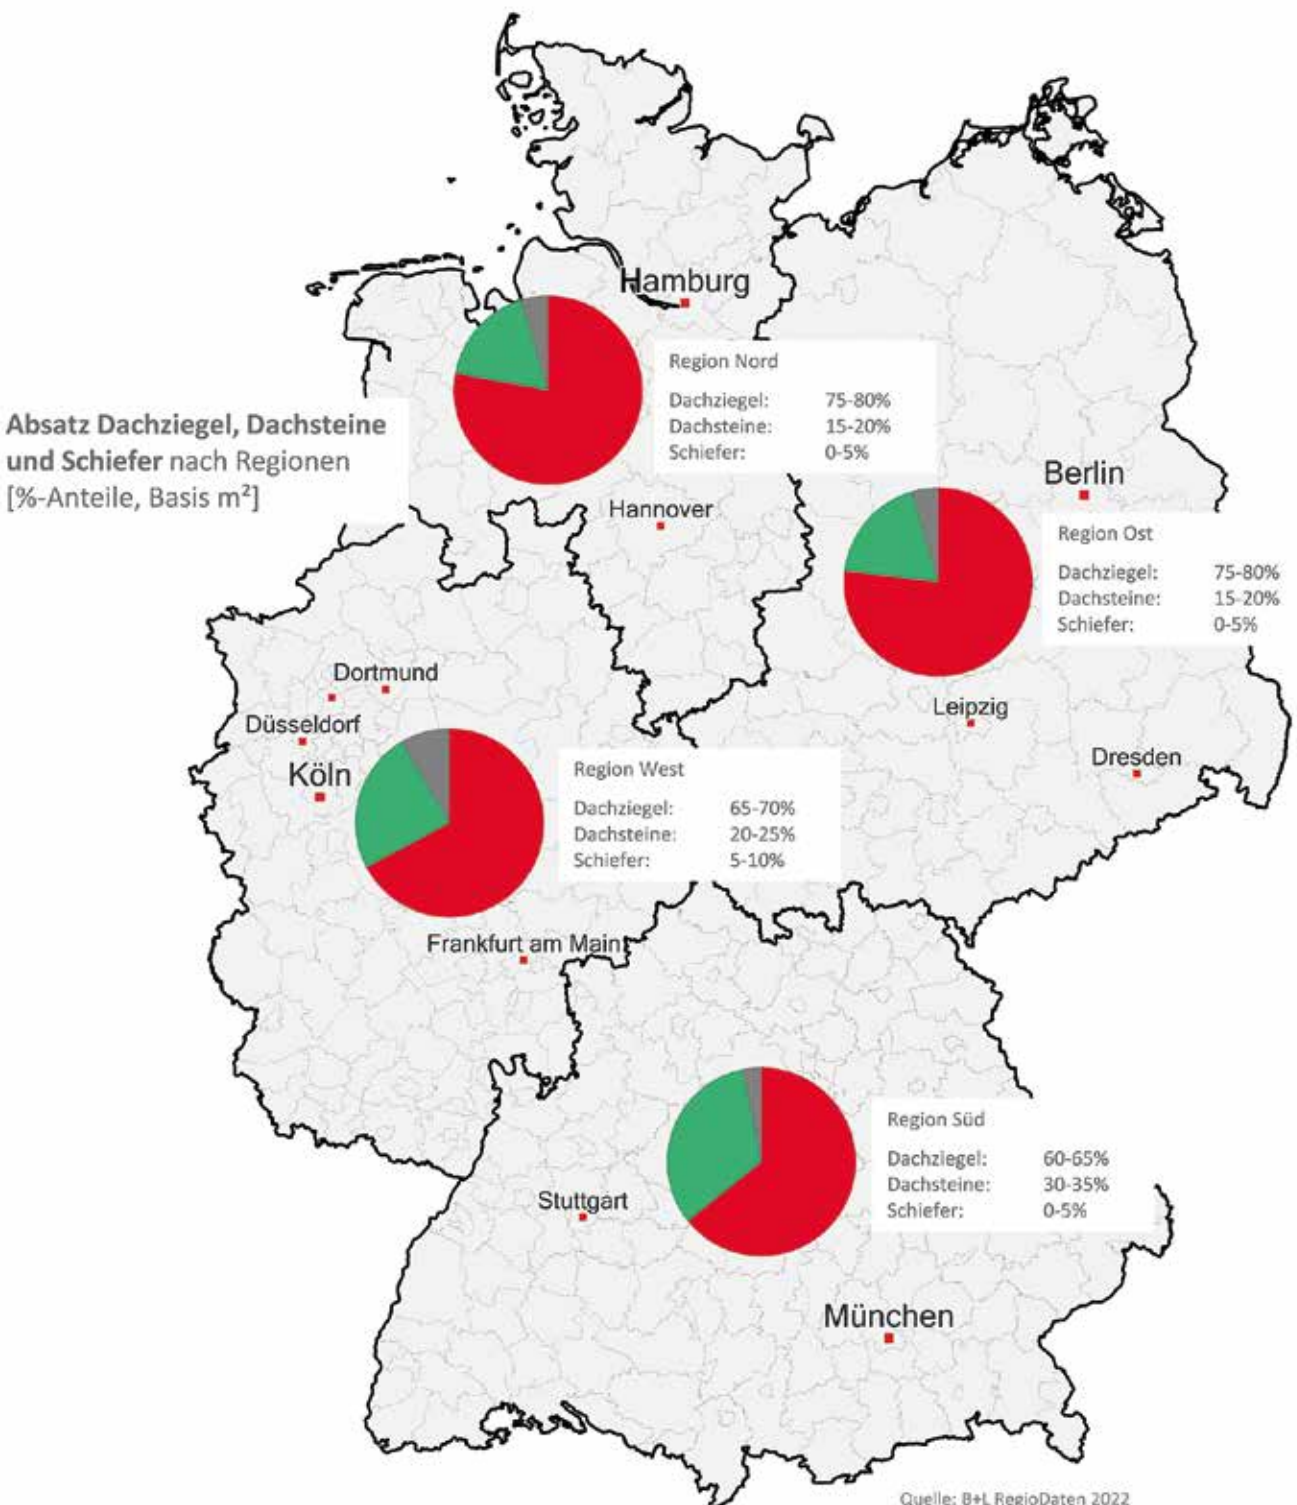 Hamburg
Region Nord
Dachziegel: 75-80%
Dachsteine: 15-20%
Schiefer: 0-5%
Absatz Dachziegel, Dachsteine
und Schiefer nach Regionen
[%-Anteile, Basis m²]
Hannover
Berlin
Region Ost
Dachziegel: 75-80%
Dachsteine: 15-20%
Schiefer: 0-5%
Dortmund
Düsseldorf
Köln
Leipzig
Dresden
Region West
Dachziegel: 65-70%
Dachsteine: 20-25%
Schiefer: 5-10%
Frankfurt am Main
Region Süd
Dachziegel: 60-65%
Dachsteine: 30-35%
Schiefer: 0-5%
Stuttgart
München
Quelle: B+L RegioDaten 2022